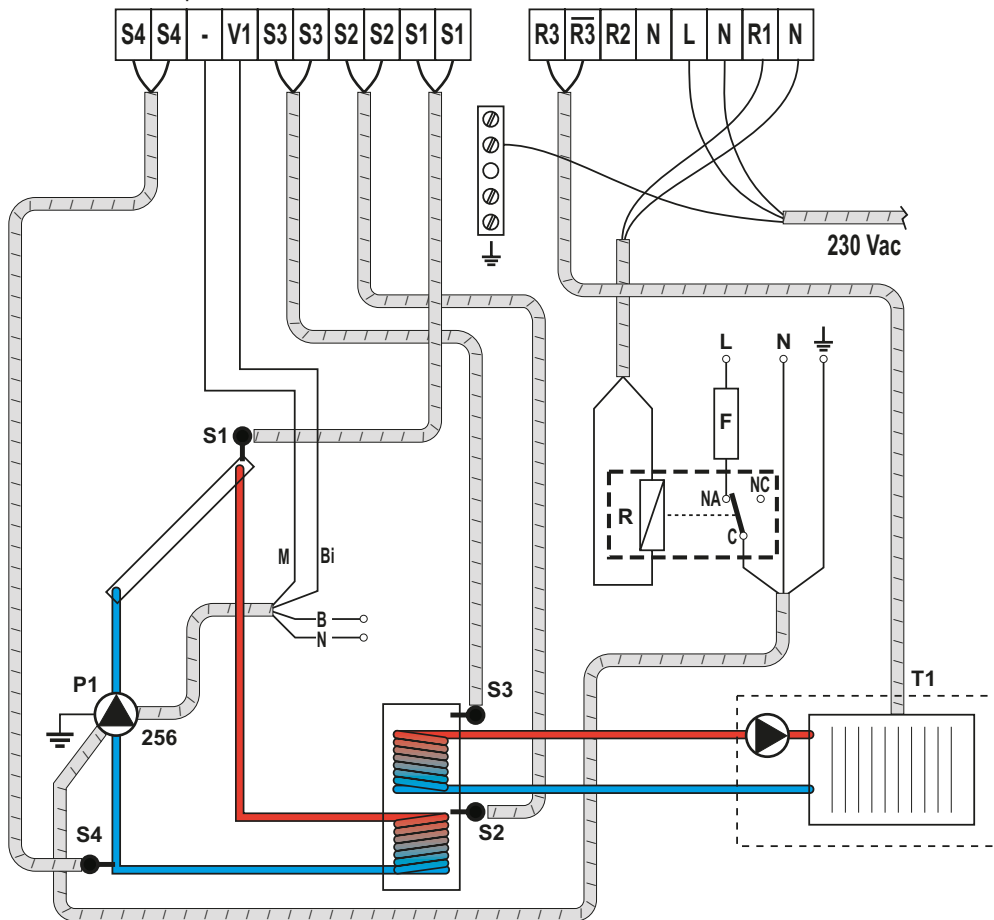 S4 S4 - V1 S3 S3 S2 S2 S1 S1
R3 R3̅ R2 N L N R1 N
230 Vac
L N
F
S1
NA NC
R
C
M Bi
B
N
P1
256
S3
T1
S2
S4